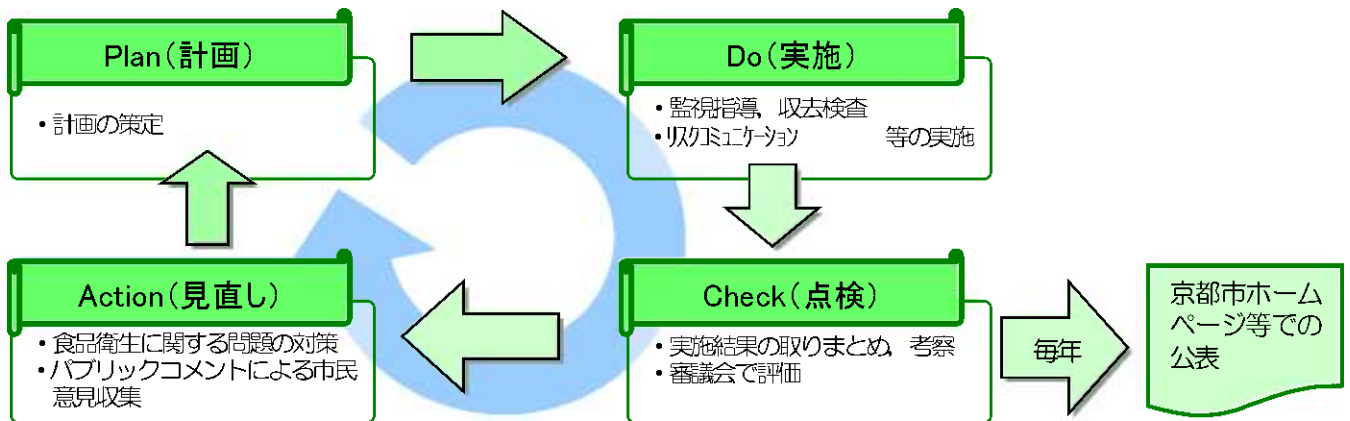 Plan(計画)
・計画の策定
Do(実施)
・監視指導，収去検査
・ﾘｽｸｺﾐｭﾆｹｰｼｮﾝ　等の実施
Action(見直し)
・食品衛生に関する問題の対策
・パブリックコメントによる市民
意見収集
Check(点検)
・実施結果の取りまとめ，考察
・審議会で評価
毎年
京都市ホーム
ページ等での
公表